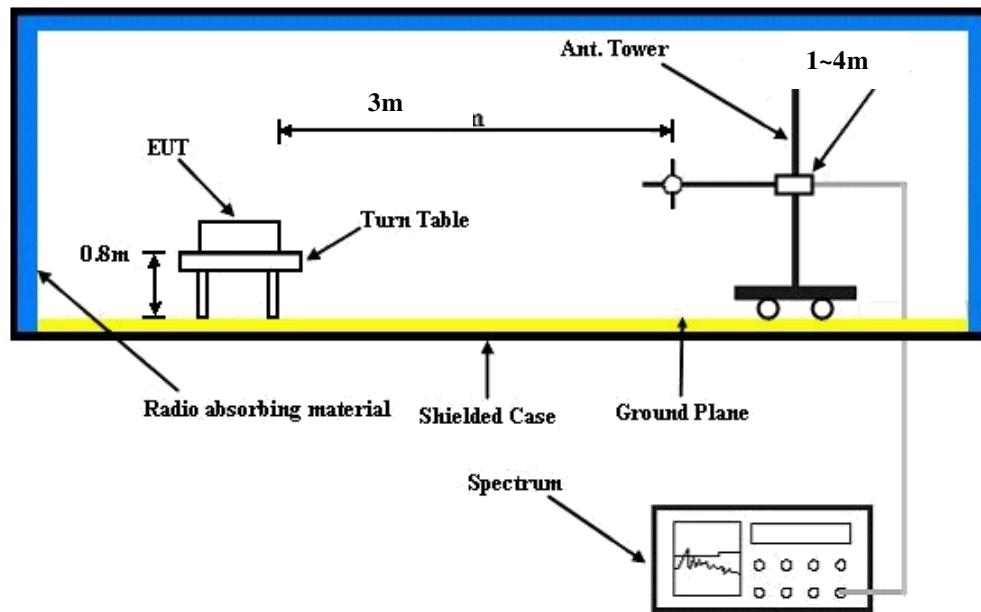 Ant. Tower
1~4m
3m
n
EUT
Turn Table
0.8m
Radio absorbing material
Shielded Case
Ground Plane
Spectrum